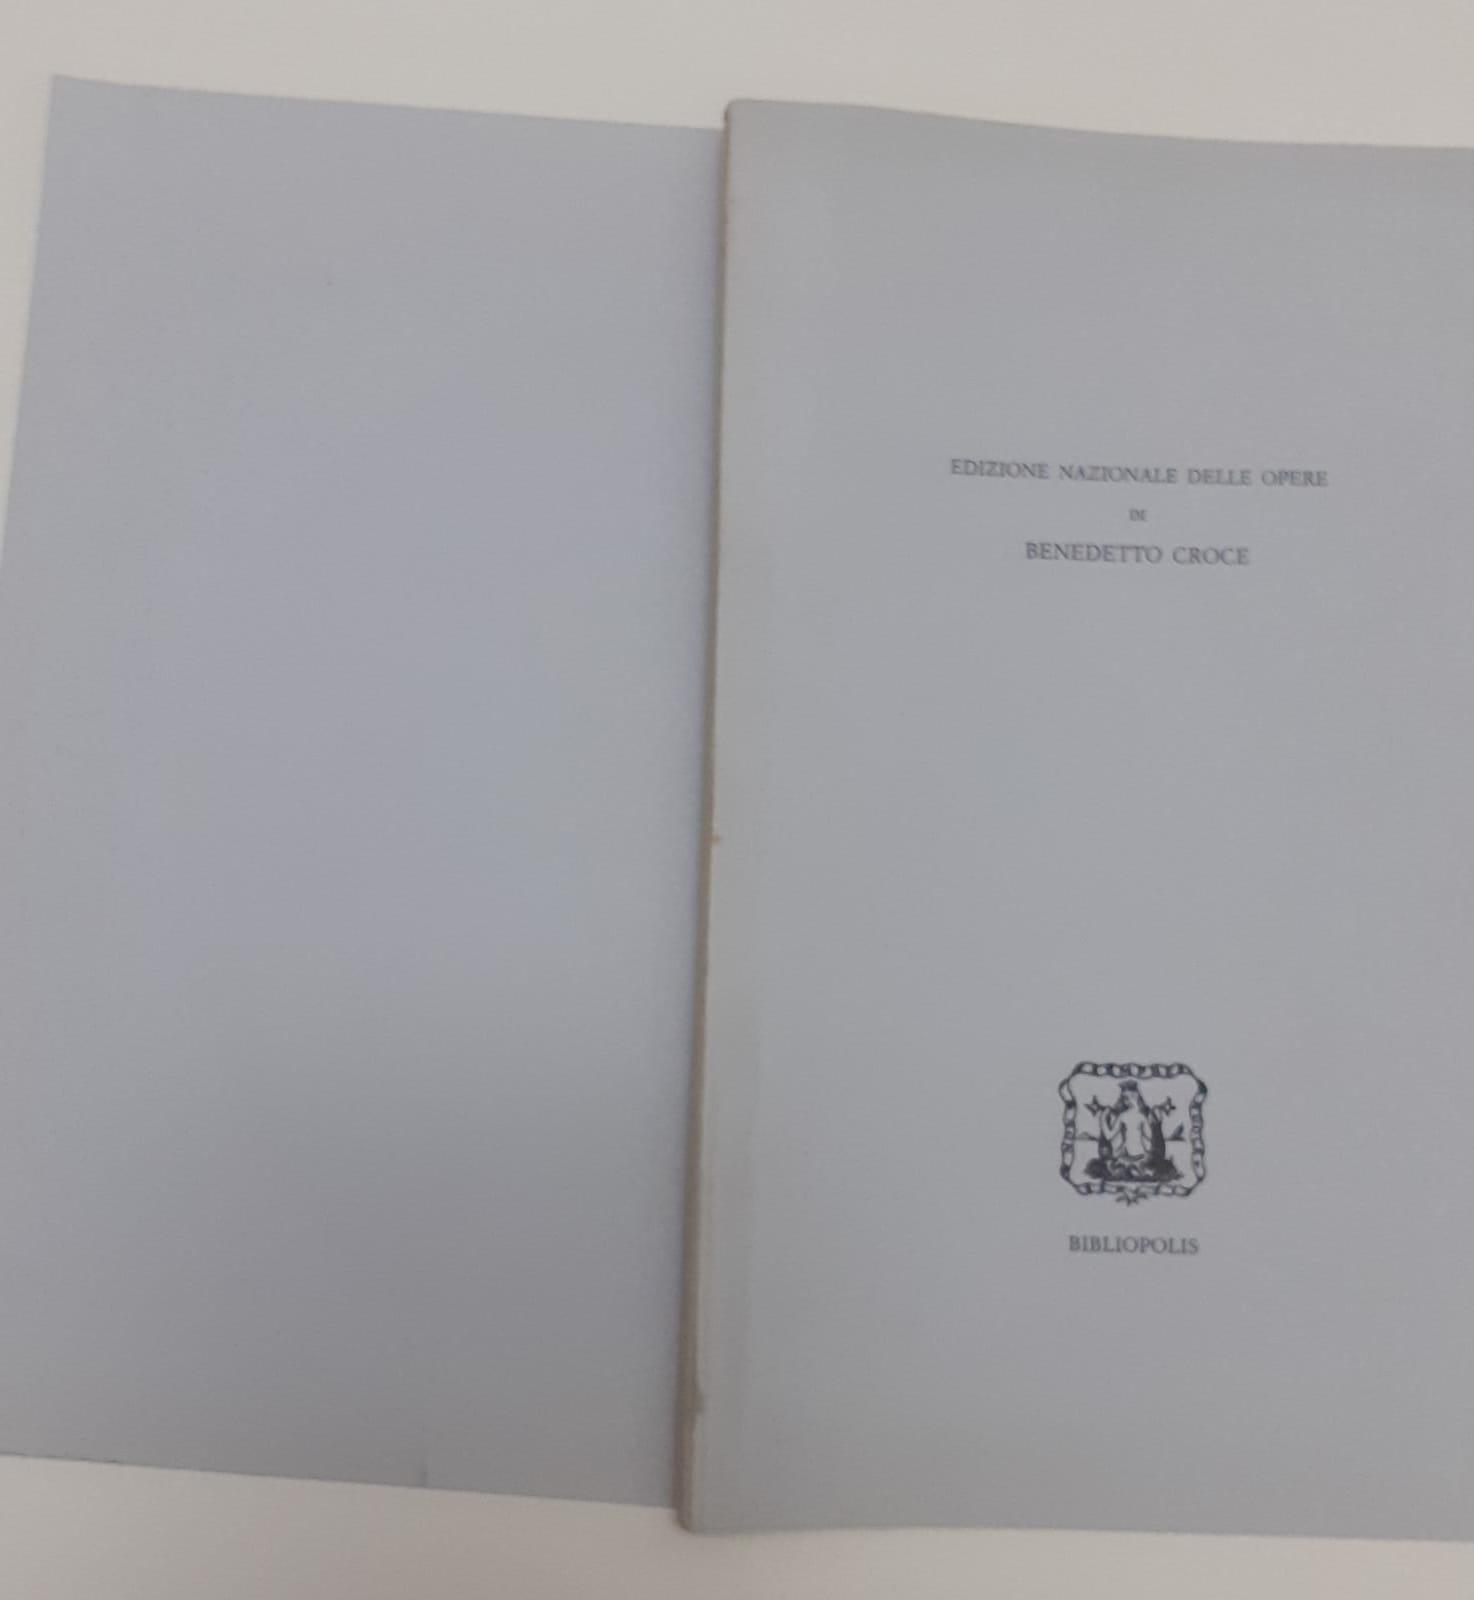 EDIZIONE NAZIONALE DELLE OPERE
DI
BENEDETTO CROCE
BIBLIOPOLIS